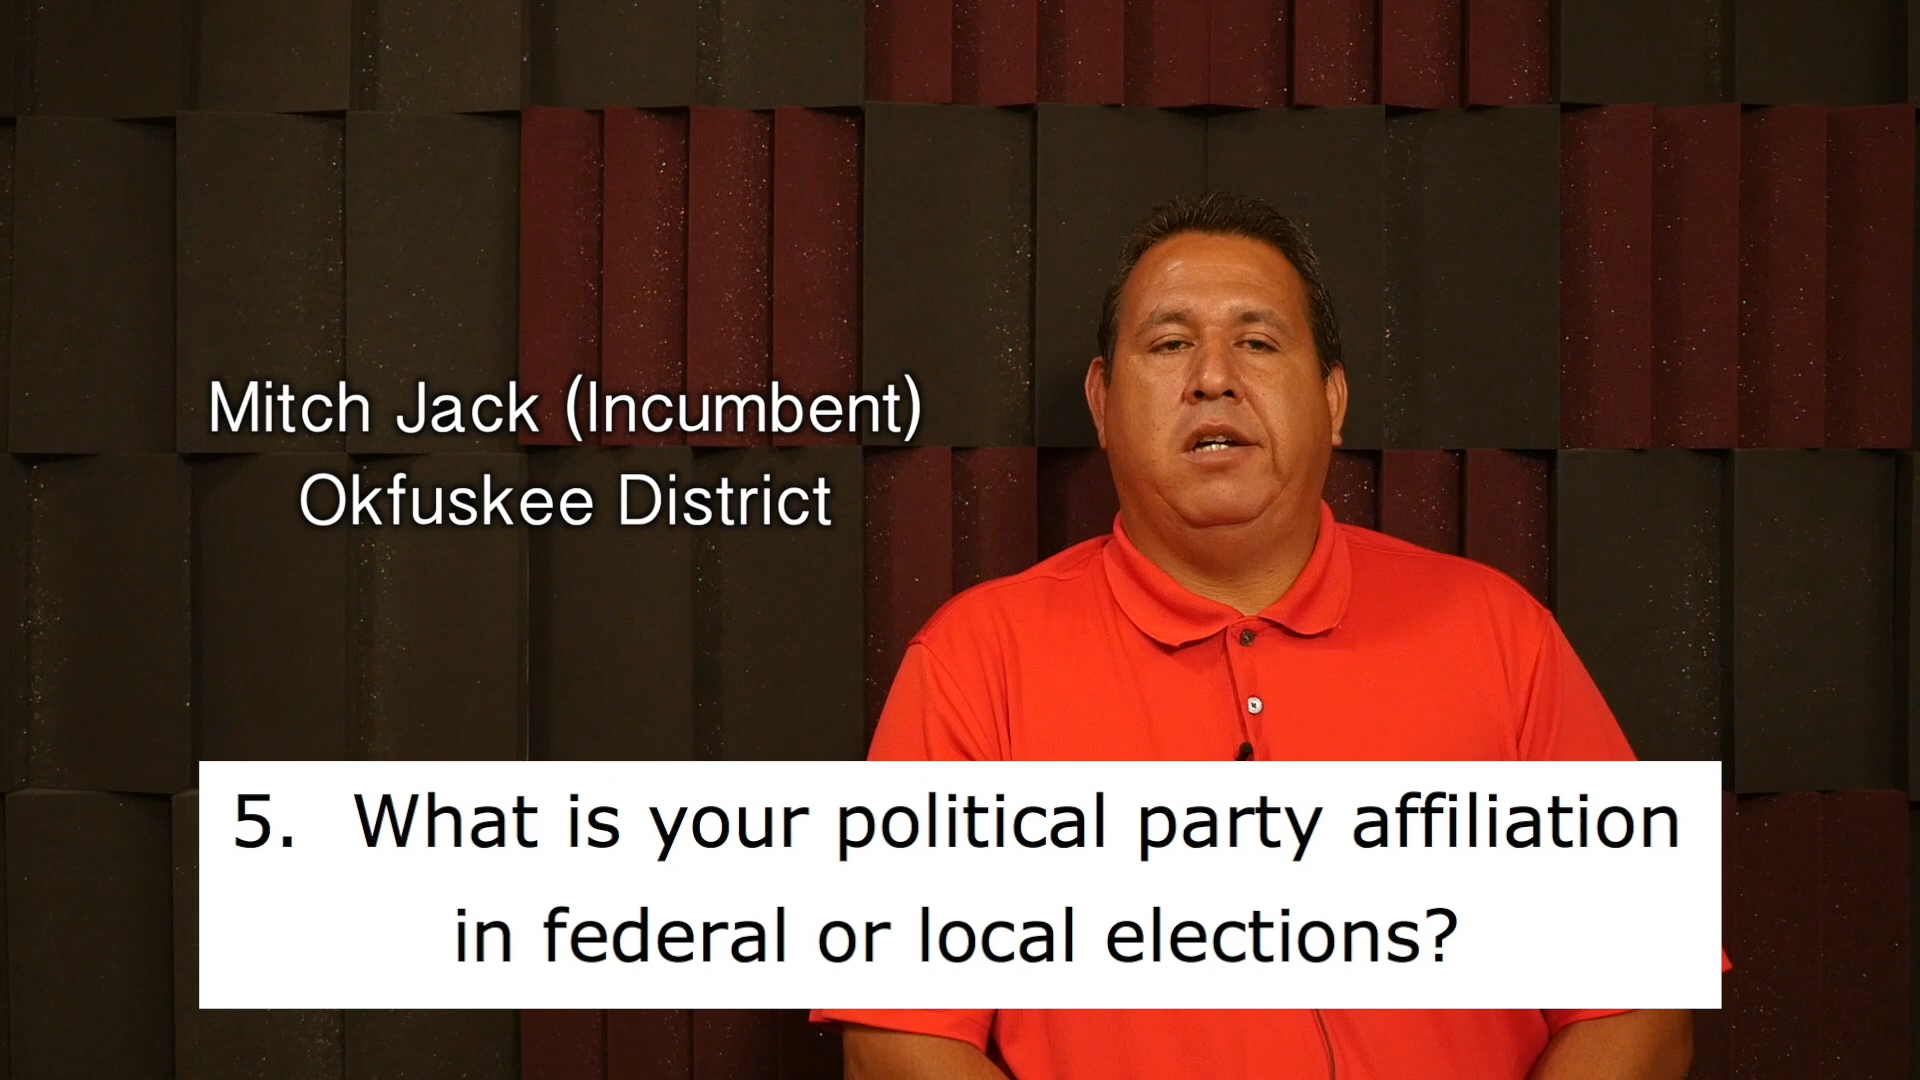 Mitch Jack (Incumbent)
Okfuskee District
5. What is your political party affiliation
in federal or local elections?